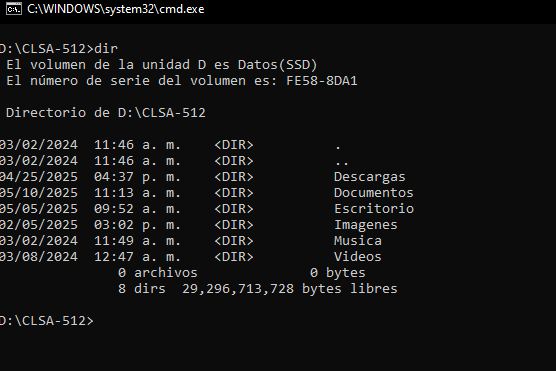 C:\WINDOWS\system32\cmd.exe
D:\CLSA-512>dir
El volumen de la unidad D es Datos(SSD)
El número de serie del volumen es: FE58-8DA1
Directorio de D:\CLSA-512
03/02/2024  11:46 a. m.    <DIR>          .
03/02/2024  11:46 a. m.    <DIR>          ..
04/25/2025  04:37 p. m.    <DIR>          Descargas
05/10/2025  11:13 a. m.    <DIR>          Documentos
05/05/2025  09:52 a. m.    <DIR>          Escritorio
02/05/2025  03:02 p. m.    <DIR>          Imagenes
03/02/2024  11:49 a. m.    <DIR>          Musica
03/08/2024  12:47 a. m.    <DIR>          Videos
0 archivos              0 bytes
8 dirs  29,296,713,728 bytes libres
D:\CLSA-512>